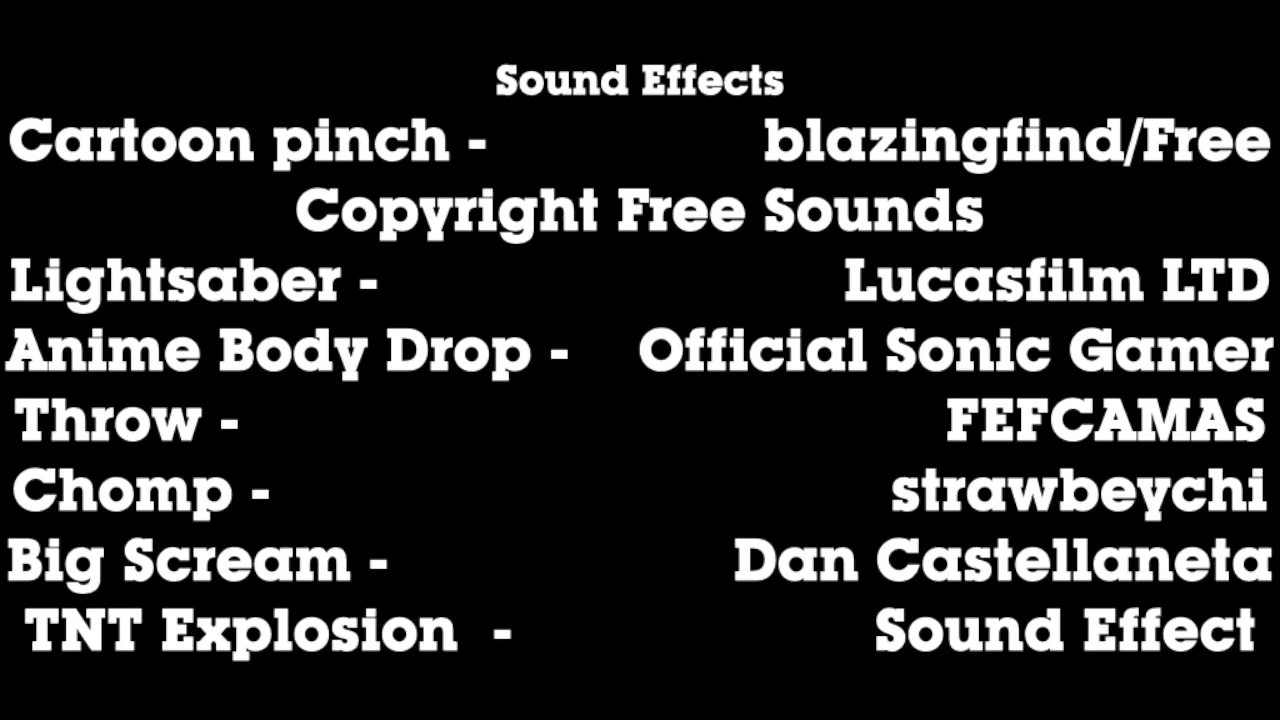 Sound Effects
Cartoon pinch - blazingfind/Free
Copyright Free Sounds
Lightsaber - Lucasfilm LTD
Anime Body Drop - Official Sonic Gamer
Throw - FEFCAMAS
Chomp - strawbeychi
Big Scream - Dan Castellaneta
TNT Explosion - Sound Effect